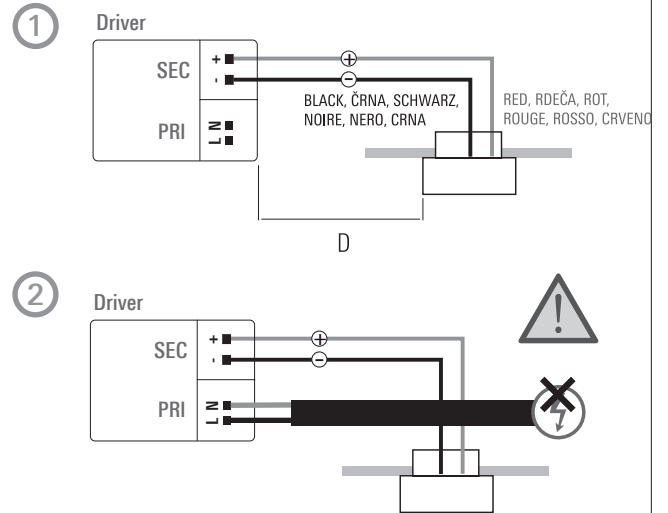 1
Driver
SEC
+
-
PRI
L N
+
−
BLACK, ČRNA, SCHWARZ,
NOIRE, NERO, CRNA
RED, RDEČA, ROT,
ROUGE, ROSSO, CRVENO
D
2
Driver
SEC
+
-
PRI
L N
+
−
!